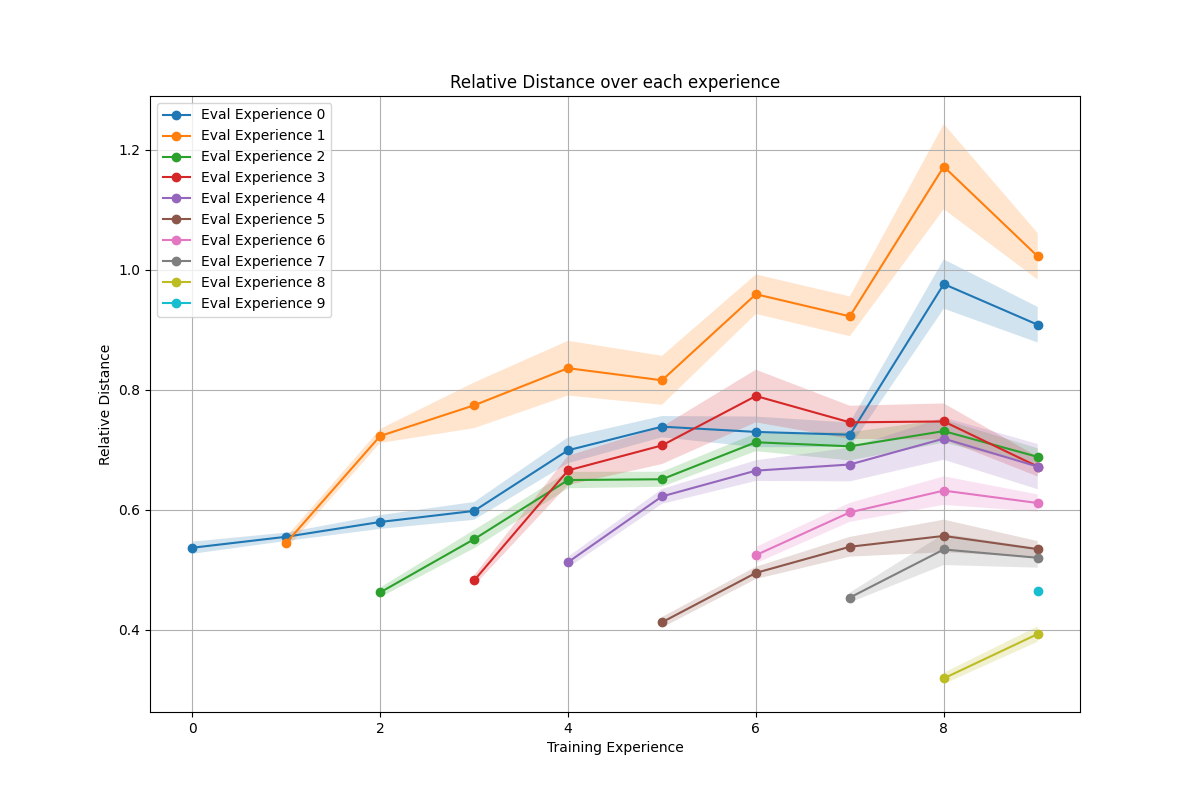 Relative Distance over each experience
Eval Experience 0
Eval Experience 1
Eval Experience 2
Eval Experience 3
Eval Experience 4
Eval Experience 5
Eval Experience 6
Eval Experience 7
Eval Experience 8
Eval Experience 9
1.2
1.0
0.8
0.6
0.4
Relative Distance
0 2 4 6 8
Training Experience